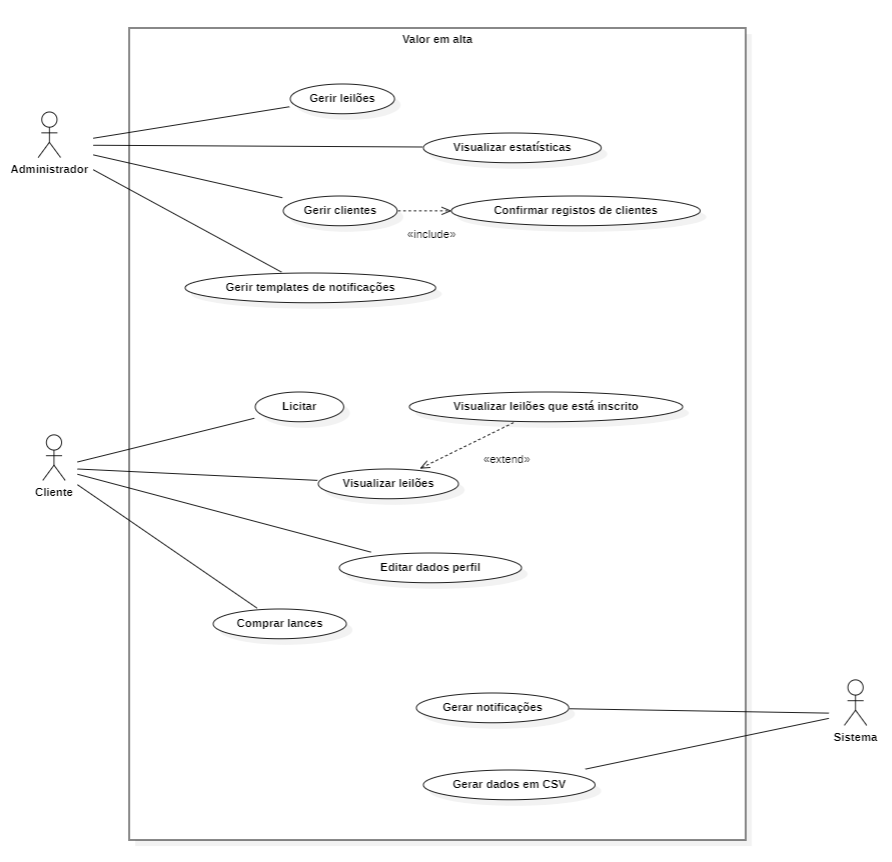 Valor em alta
Gerir leilões
Administrador
Visualizar estatísticas
Gerir clientes
Confirmar registos de clientes
«include»
Gerir templates de notificações
Licitar
Visualizar leilões que está inscrito
«extend»
Cliente
Visualizar leilões
Editar dados perfil
Comprar lances
Gerar notificações
Sistema
Gerar dados em CSV